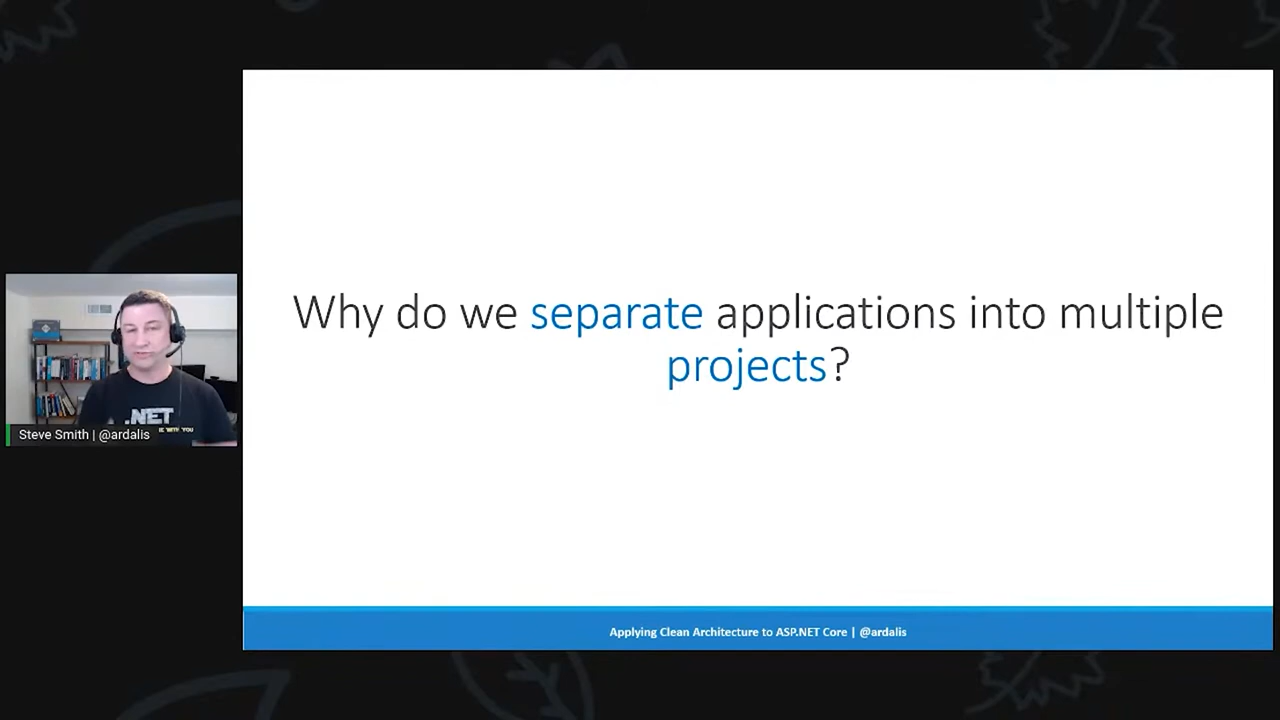 Why do we separate applications into multiple
projects?
.NET
Steve Smith | @ardalis
Applying Clean Architecture to ASP.NET Core | @ardalis